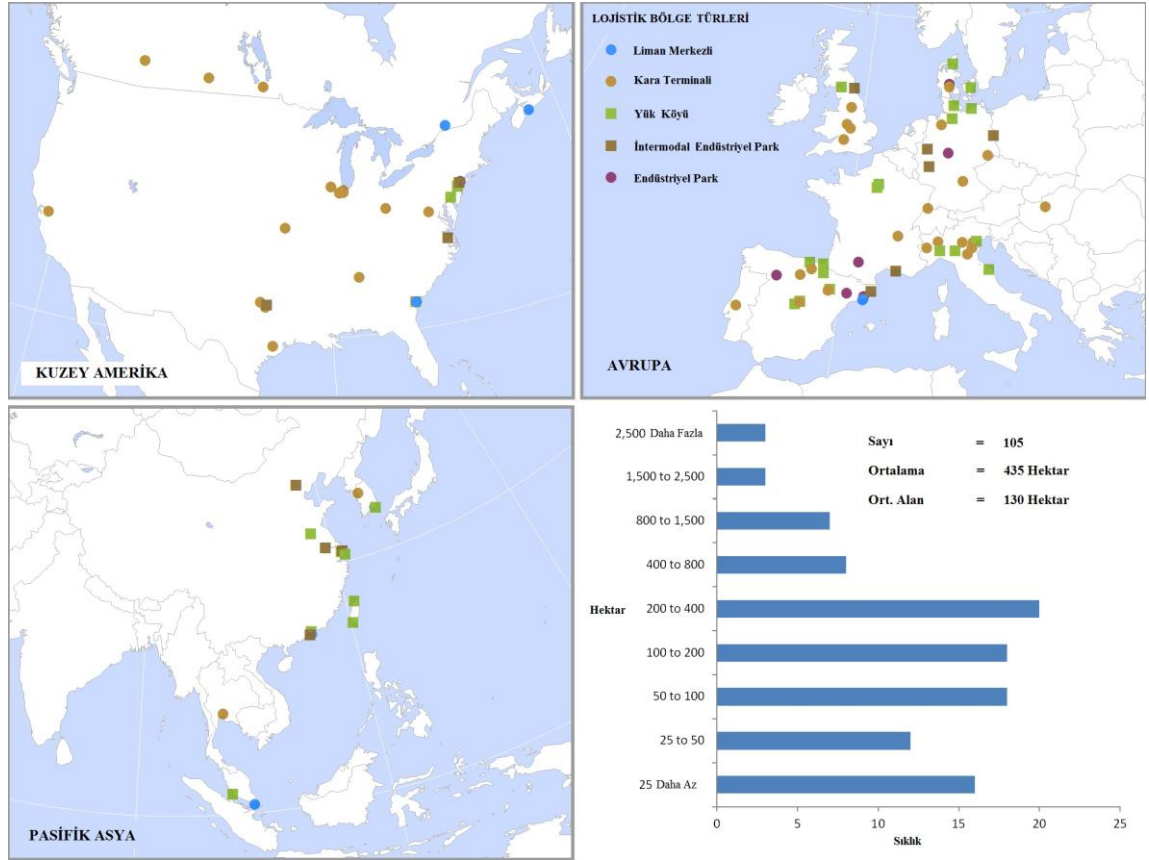 KUZEY AMERİKA
LOJİSTİK BÖLGE TÜRLERİ
Liman Merkezli
Kara Terminali
Yük Köyü
İntermodal Endüstriyel Park
Endüstriyel Park
AVRUPA
PASİFİK ASYA
2,500 Daha Fazla
1,500 to 2,500
800 to 1,500
400 to 800
200 to 400
100 to 200
50 to 100
25 to 50
25 Daha Az
Hektar
0 5 10 15 20 25
Sıklık
Sayı = 105
Ortalama = 435 Hektar
Ort. Alan = 130 Hektar